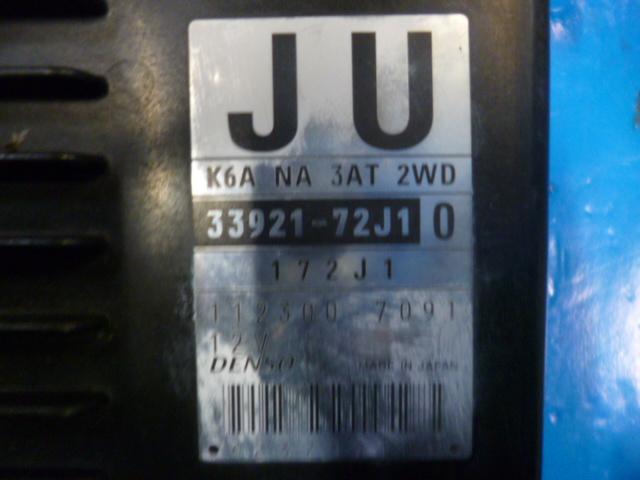 JU
K6A NA 3AT 2WD
33921-72J1 0
172J1
112300 7091
12V
DENSO MADE IN JAPAN